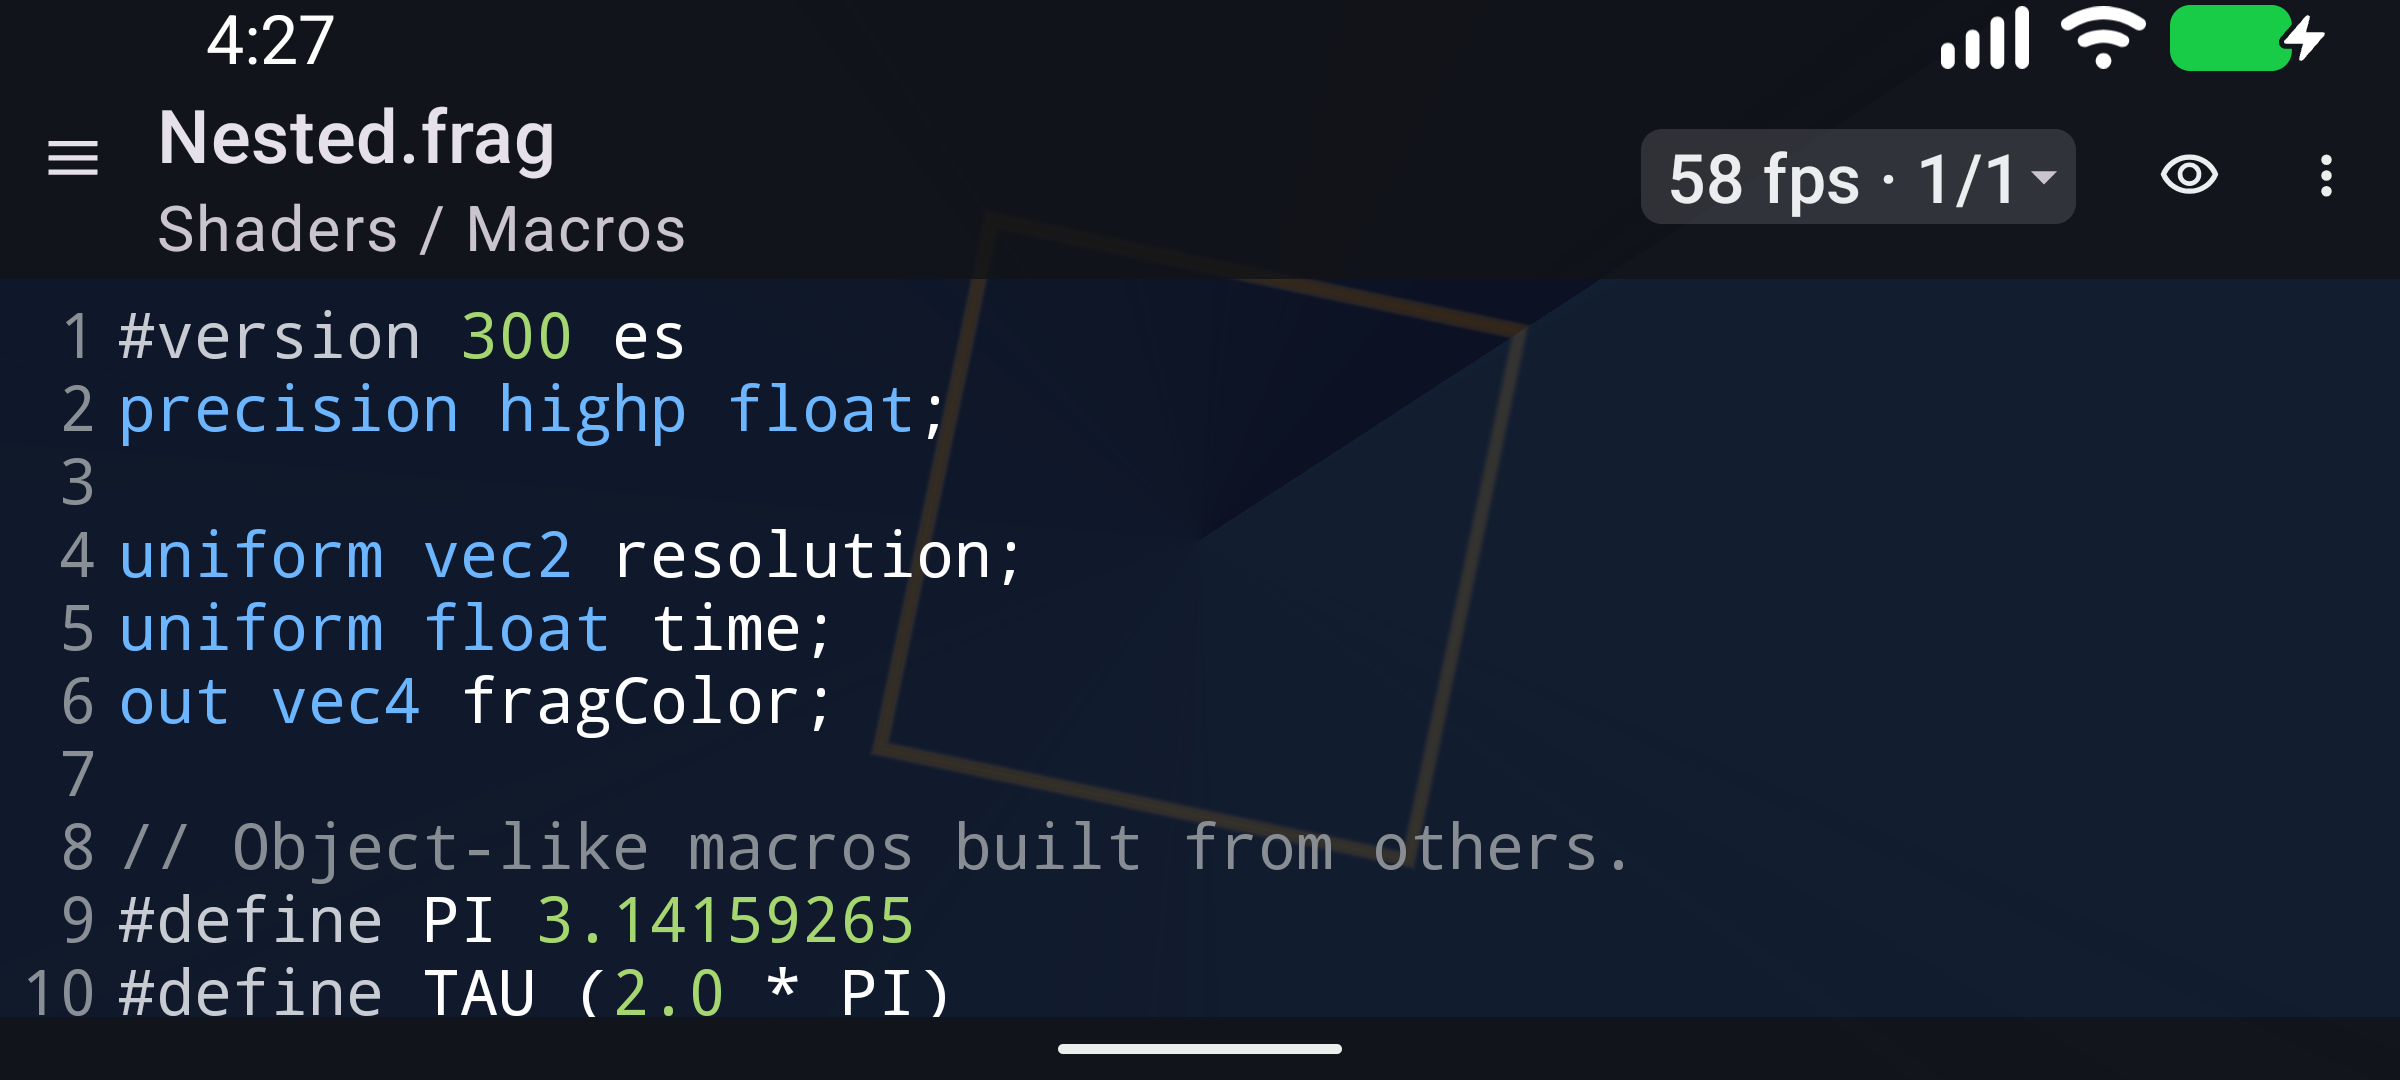 4:27
Nested.frag
Shaders / Macros
58 fps · 1/1
1 #version 300 es
2 precision highp float;
3
4 uniform vec2 resolution;
5 uniform float time;
6 out vec4 fragColor;
7
8 // Object-like macros built from others.
9 #define PI 3.14159265
10 #define TAU (2.0 * PI)